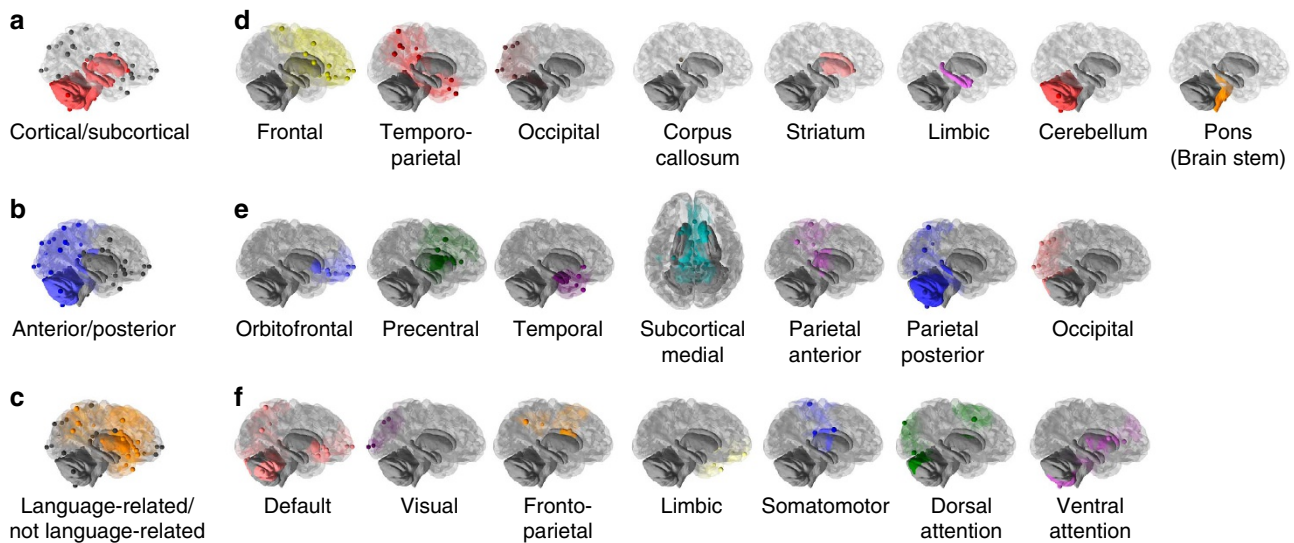 a
Cortical/subcortical
d
Frontal
Temporo-
parietal
Occipital
Corpus
callosum
Striatum
Limbic
Cerebellum
Pons
(Brain stem)
b
Anterior/posterior
e
Orbitofrontal
Precentral
Temporal
Subcortical
medial
Parietal
anterior
Parietal
posterior
Occipital
c
Language-related/
not language-related
f
Default
Visual
Fronto-
parietal
Limbic
Somatomotor
Dorsal
attention
Ventral
attention